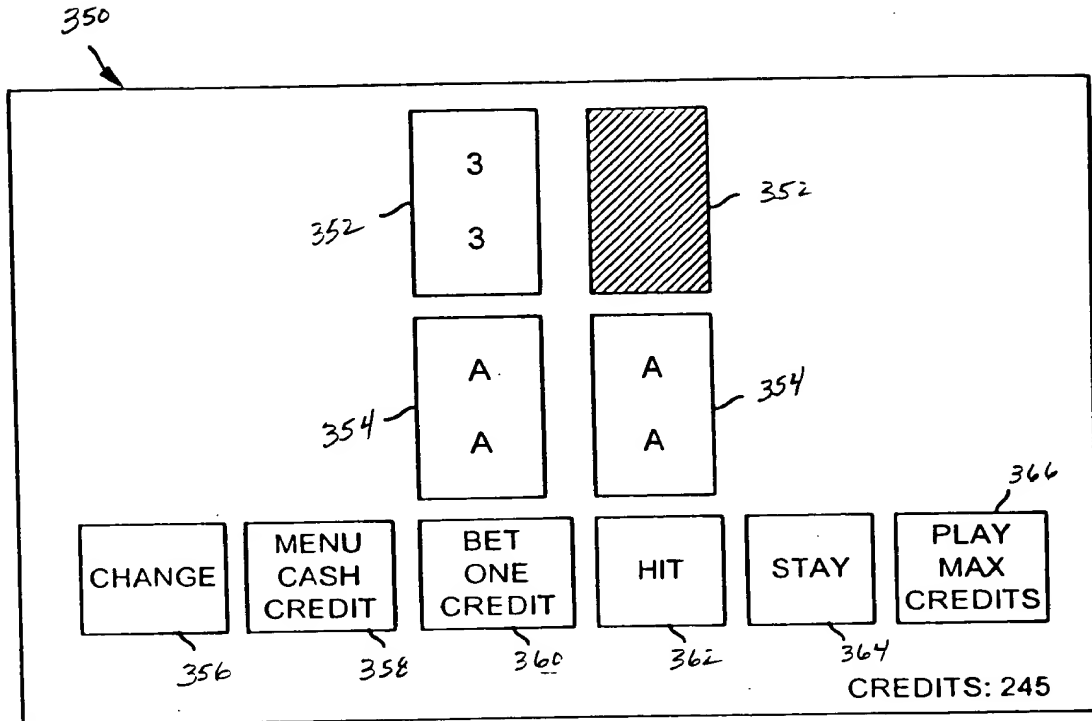 350
3
3
352
352
A
A
354
A
A
354
366
CHANGE
MENU
CASH
CREDIT
BET
ONE
CREDIT
HIT
STAY
PLAY
MAX
CREDITS
356
358
360
362
364
CREDITS: 245